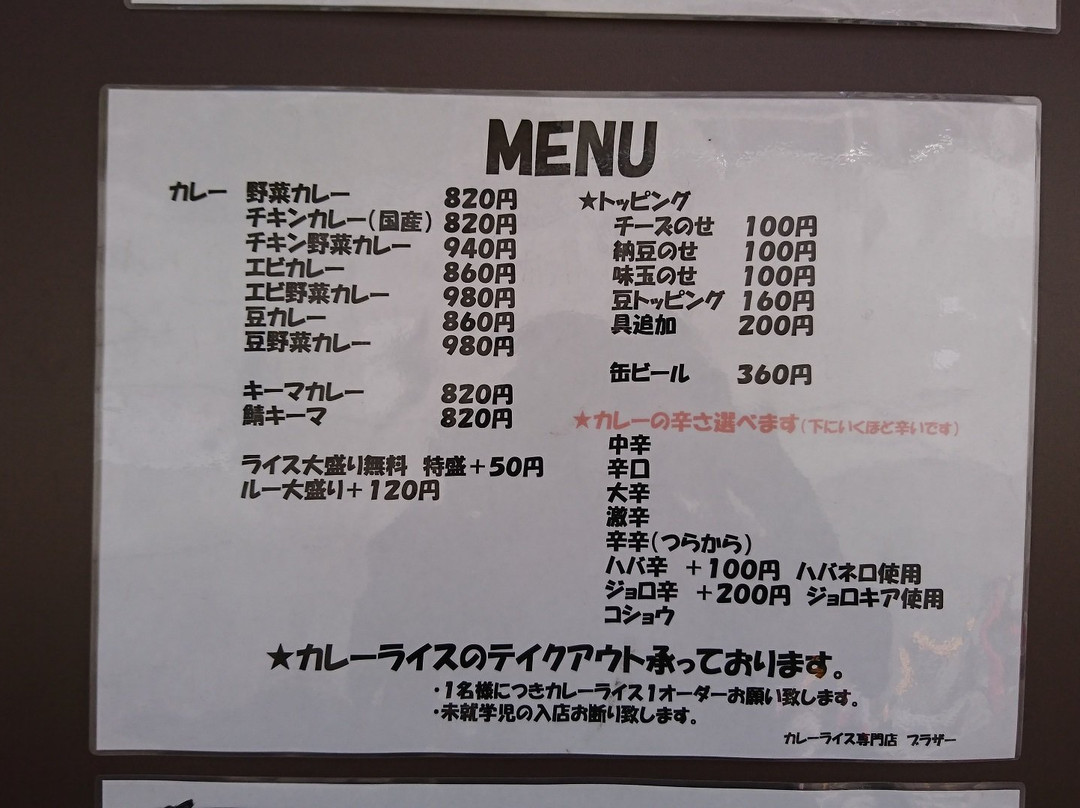 MENU
カレー 野菜カレー 820円
チキンカレー(国産) 820円
チキン野菜カレー 940円
エビカレー 860円
エビ野菜カレー 980円
豆カレー 860円
豆野菜カレー 980円
キーマカレー 820円
鯖キーマ 820円
ライス大盛り無料 特盛+50円
ルー大盛り+120円
★トッピング
チーズのせ 100円
納豆のせ 100円
味玉のせ 100円
豆トッピング 160円
具追加 200円
缶ビール 360円
★カレーの辛さ選べます(下にいくほど辛いです)
中辛
辛口
大辛
激辛
辛辛(つらから)
ハバ辛 +100円 ハバネロ使用
ジョロ辛 +200円 ジョロキア使用
コショウ
★カレーライスのテイクアウト承っております。
・1名様につきカレーライス1オーダーお願い致します。
・未就学児の入店お断り致します。
カレーライス専門店 ブラザー